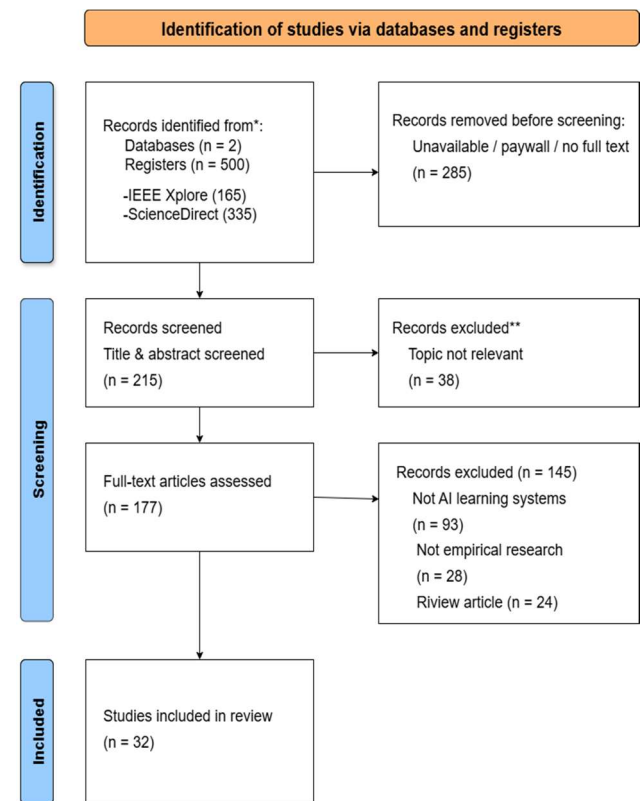 Identification of studies via databases and registers
Identification
Records identified from*:
Databases (n = 2)
Registers (n = 500)
-IEEE Xplore (165)
-ScienceDirect (335)
Records removed before screening:
Unavailable / paywall / no full text
(n = 285)
Screening
Records screened
Title & abstract screened
(n = 215)
Records excluded**
Topic not relevant
(n = 38)
Full-text articles assessed
(n = 177)
Records excluded (n = 145)
Not AI learning systems
(n = 93)
Not empirical research
(n = 28)
Riview article (n = 24)
Included
Studies included in review
(n = 32)